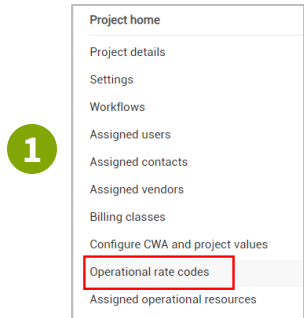 Project home
Project details
Settings
Workflows
Assigned users
1
Assigned contacts
Assigned vendors
Billing classes
Configure CWA and project values
Operational rate codes
Assigned operational resources